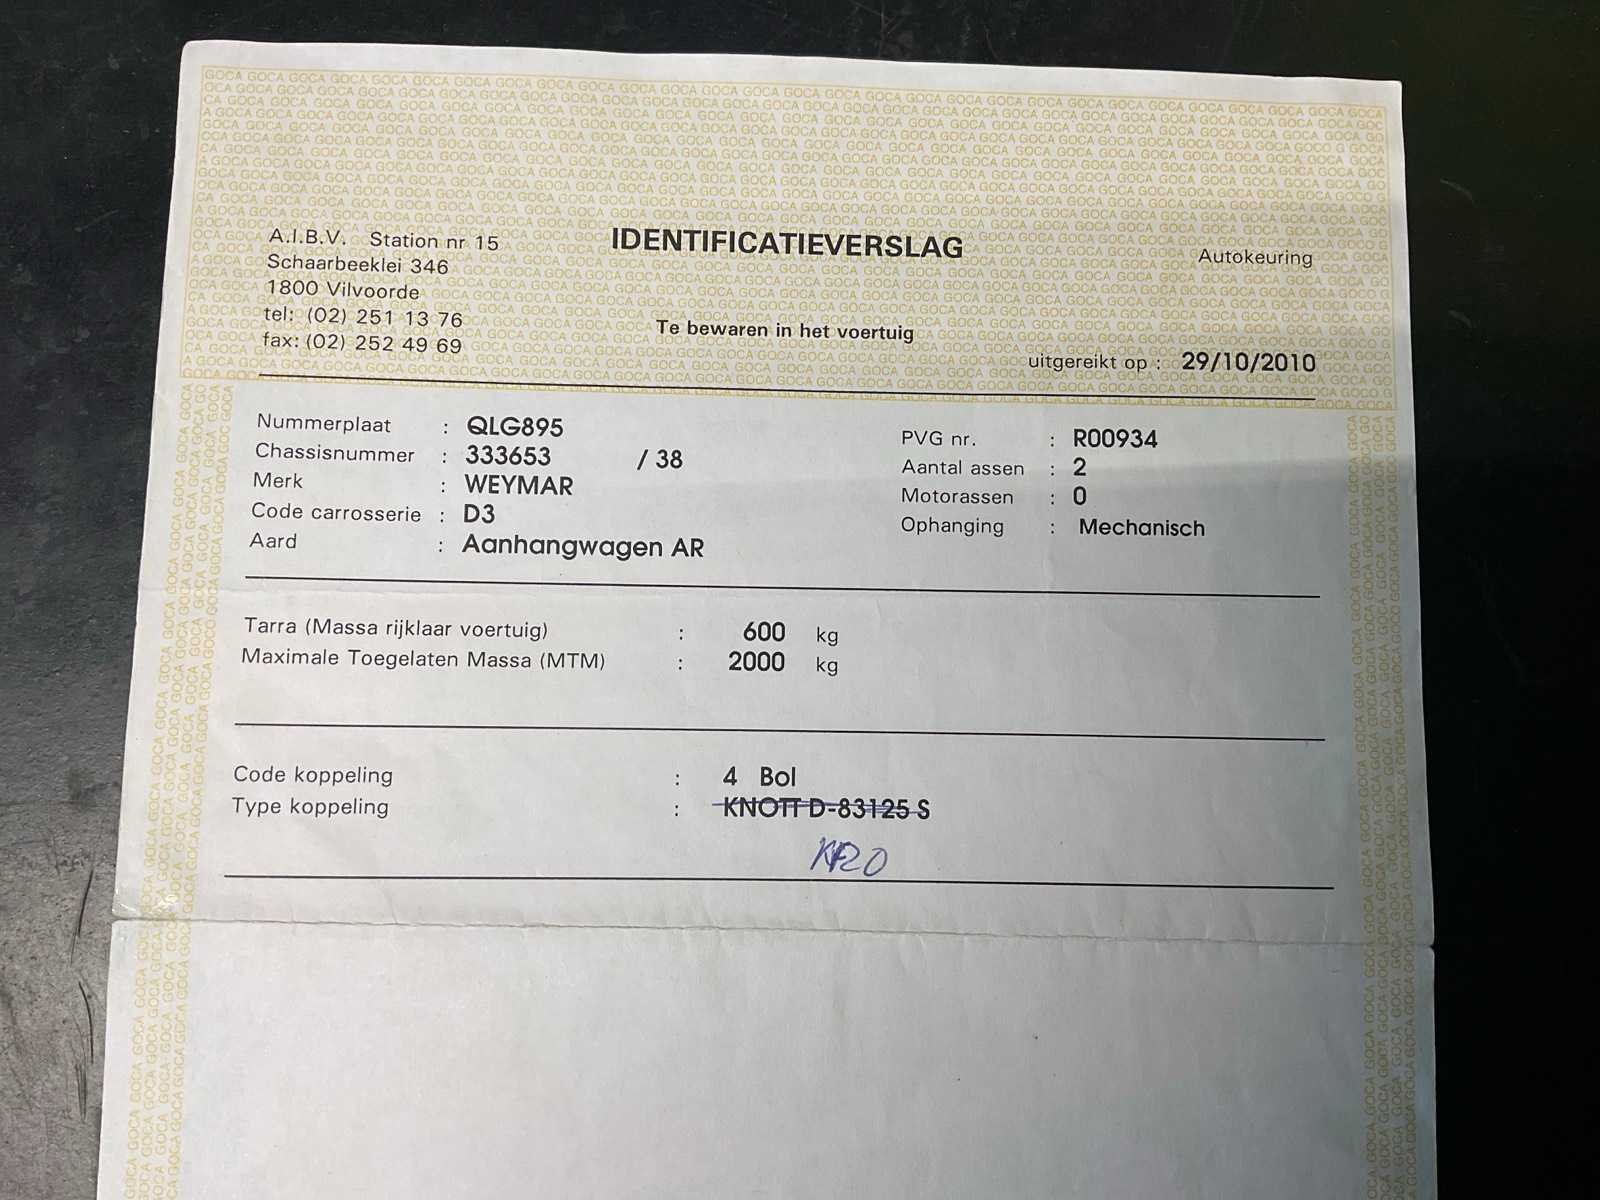 A.I.B.V. Station nr 15
Schaarbeeklei 346
1800 Vilvoorde
tel: (02) 251 13 76
fax: (02) 252 49 69
IDENTIFICATIEVERSLAG
Te bewaren in het voertuig
Autokeuring
uitgereikt op : 29/10/2010
Nummerplaat : QLG895
Chassisnummer : 333653 / 38
Merk : WEYMAR
Code carrosserie : D3
Aard : Aanhangwagen AR
PVG nr. : R00934
Aantal assen : 2
Motorassen : 0
Ophanging : Mechanisch
Tarra (Massa rijklaar voertuig) : 600 kg
Maximale Toegelaten Massa (MTM) : 2000 kg
Code koppeling : 4 Bol
Type koppeling : KNOTT D-83125 S